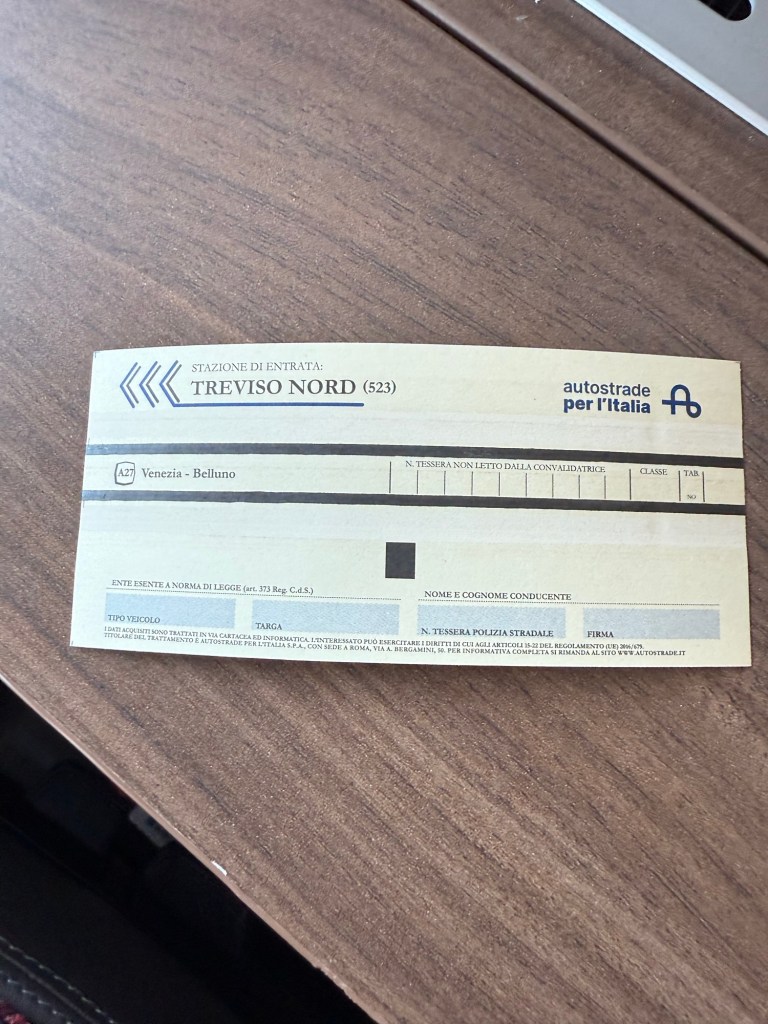 STAZIONE DI ENTRATA:
TREVISO NORD (523)
autostrade
per l'Italia
A27 Venezia - Belluno
N. TESSERA NON LETTO DALLA CONVALIDATRICE
CLASSE
TAB.
SO
ENTE ESENTE A NORMA DI LEGGE (art. 373 Reg. C.d.S.)
NOME E COGNOME CONDUCENTE
TIPO VEICOLO
TARGA
N. TESSERA POLIZIA STRADALE
FIRMA
I DATI ACQUISITI SONO TRATTATI IN VIA CARTACEA ED INFORMATICA. L'INTERESSATO PUÒ ESERCITARE I DIRITTI DI CUI AGLI ARTICOLI 15-22 DEL REGOLAMENTO (UE) 2016/679.
TITOLARE DEL TRATTAMENTO È AUTOSTRADE PER L'ITALIA S.P.A., CON SEDE A ROMA, VIA A. BERGAMINI, 50. PER INFORMATIVA COMPLETA SI RIMANDA AL SITO WWW.AUTOSTRADE.IT